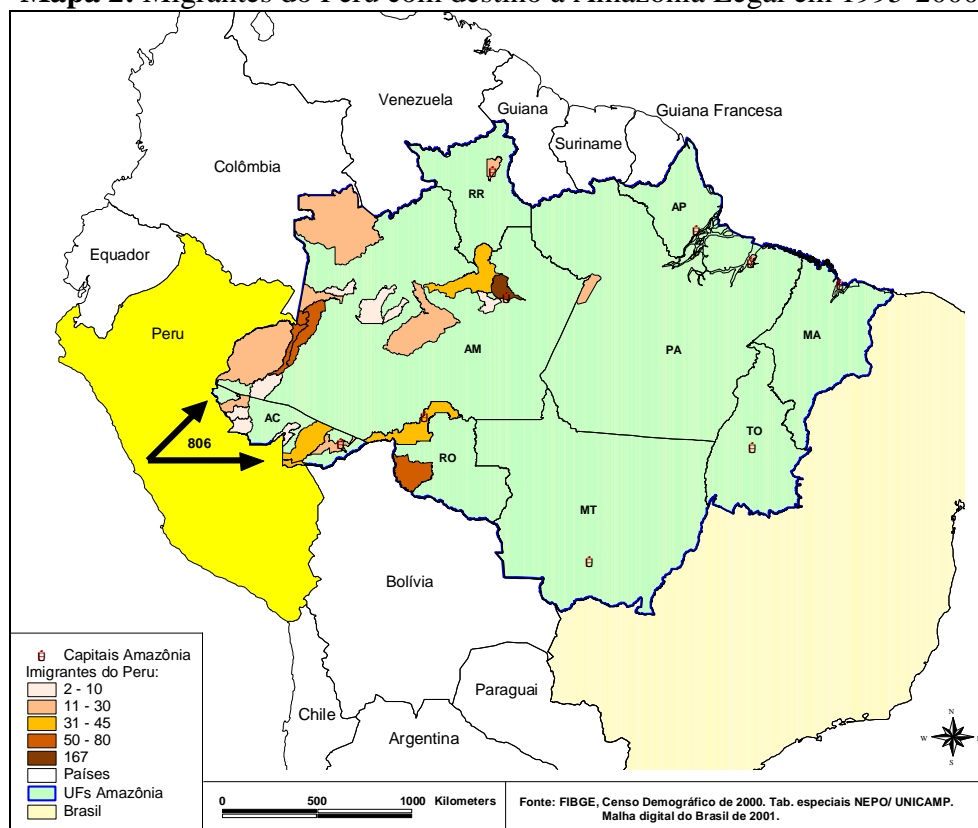 Mapa 2: Migrantes do Peru com destino à Amazônia Legal em 1995-2000
Venezuela
Guiana
Guiana Francesa
Suriname
Colômbia
RR
AP
Equador
Peru
AM
PA
MA
AC
806
TO
RO
MT
Bolívia
Paraguai
Chile
Argentina
Capitais Amazônia
Imigrantes do Peru:
2 - 10
11 - 30
31 - 45
50 - 80
167
Países
UFs Amazônia
Brasil
N
W
S
0 500 1000 Kilometers
Fonte: FIBGE, Censo Demográfico de 2000. Tab. especiais NEPO/ UNICAMP.
Malha digital do Brasil de 2001.